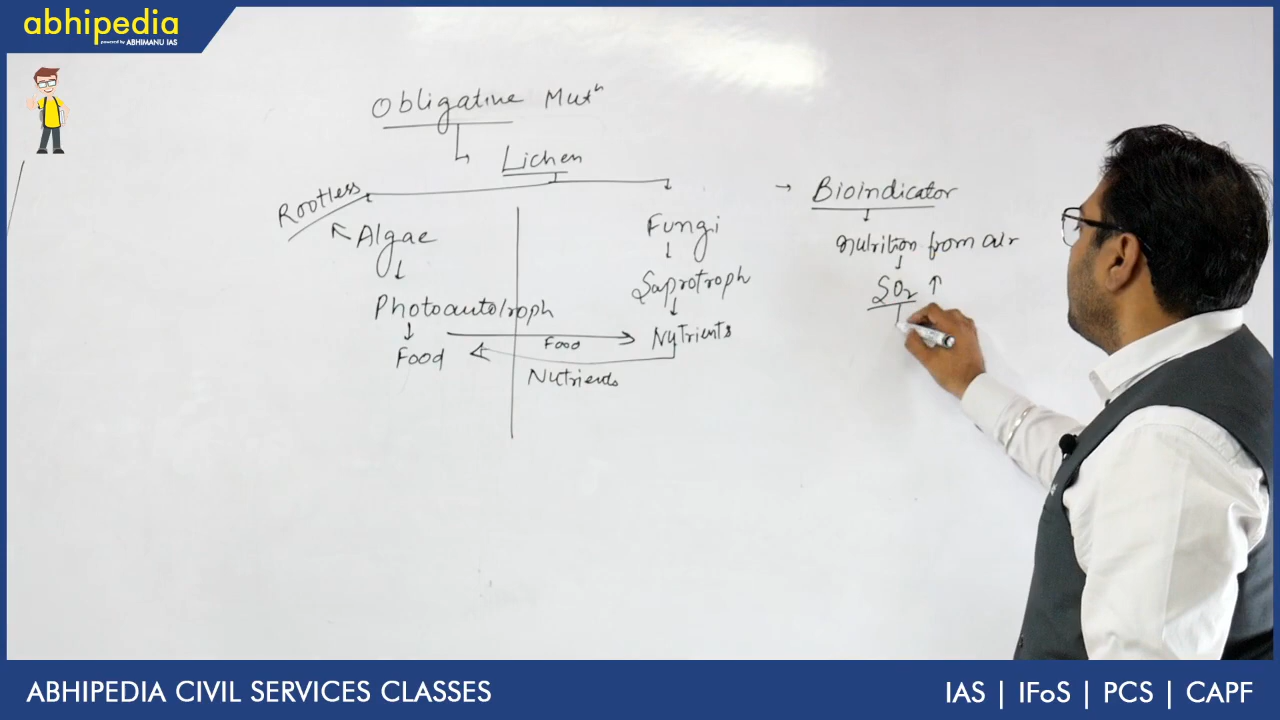 abhipedia
powered by ABHIMANU IAS
Obligative Mutⁿ
Lichen
Rootless
Algae
Photoautotroph
Food
Fungi
Saprotroph
Nutrients
Food
Nutrients
→ BioIndicator
Nutrition from air
SO₂ ↑
ABHIPEDIA CIVIL SERVICES CLASSES
IAS | IFoS | PCS | CAPF